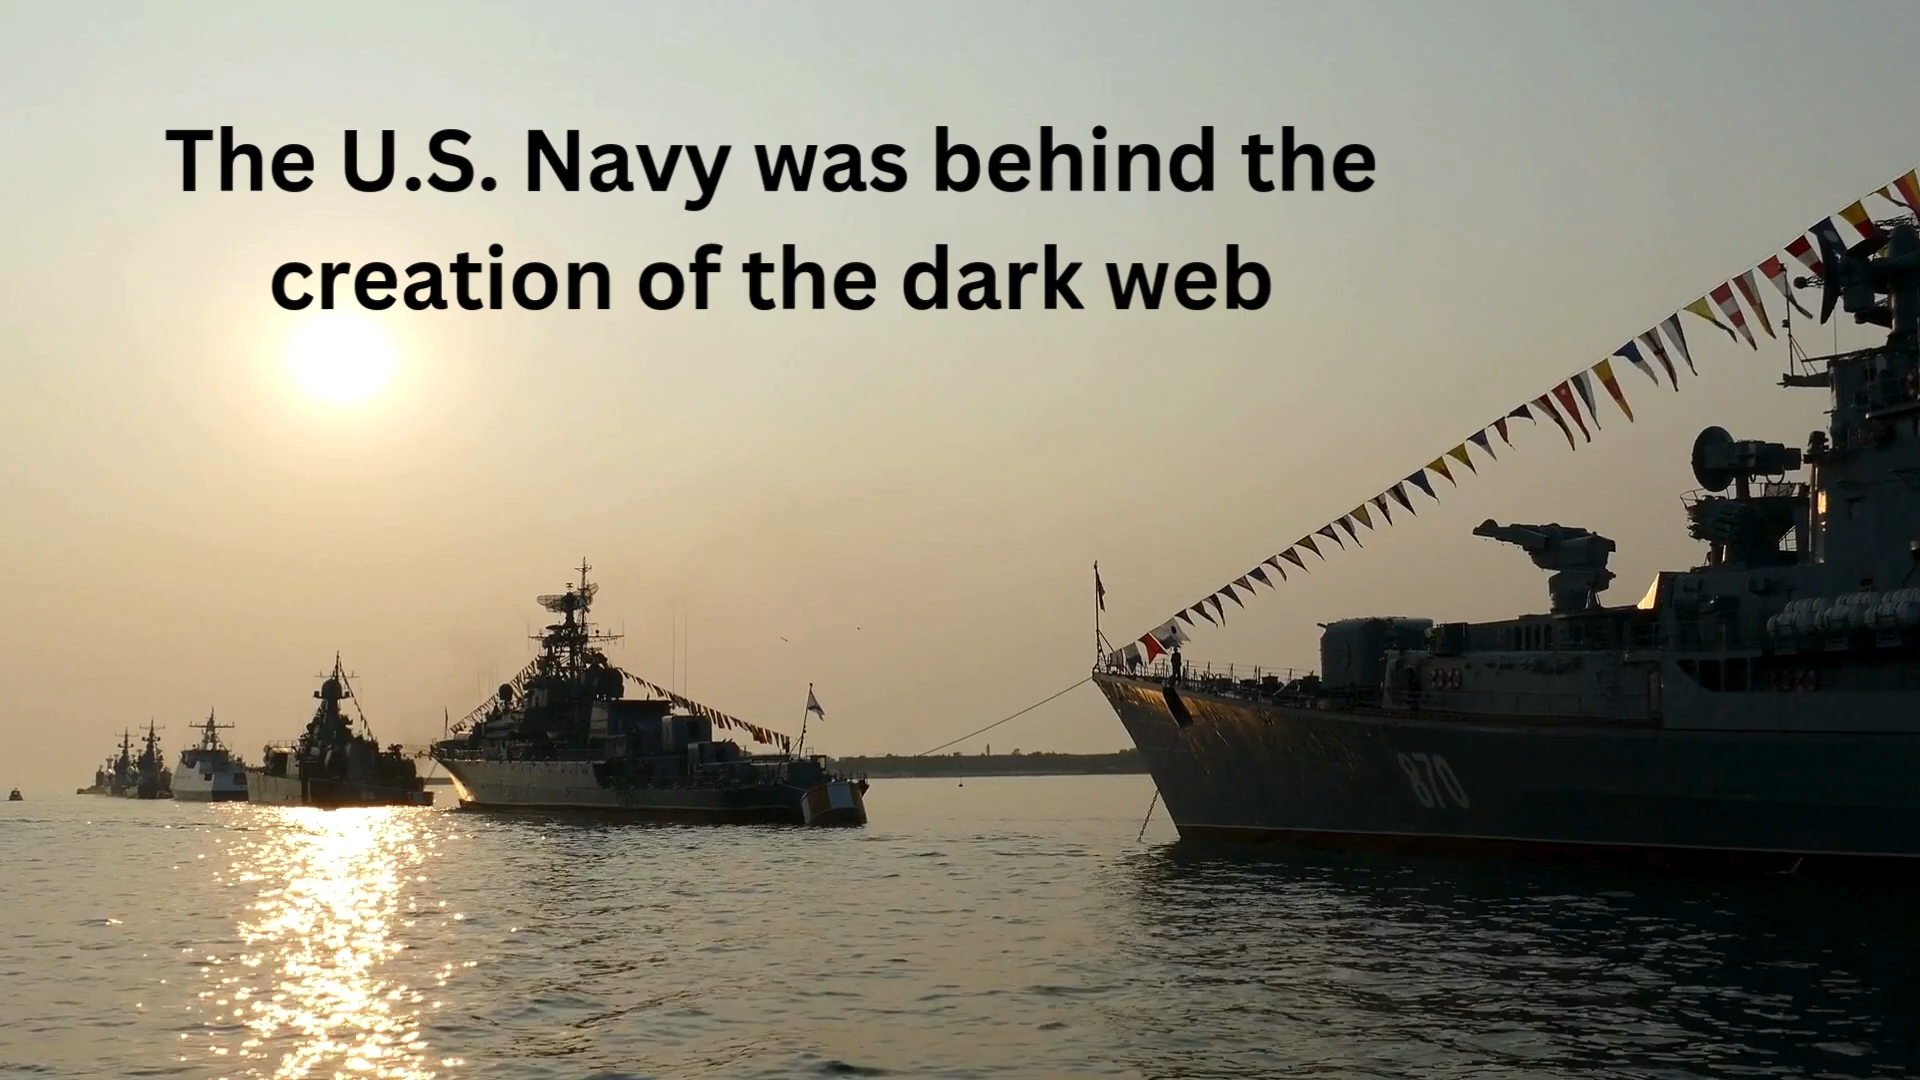 The U.S. Navy was behind the
creation of the dark web
870